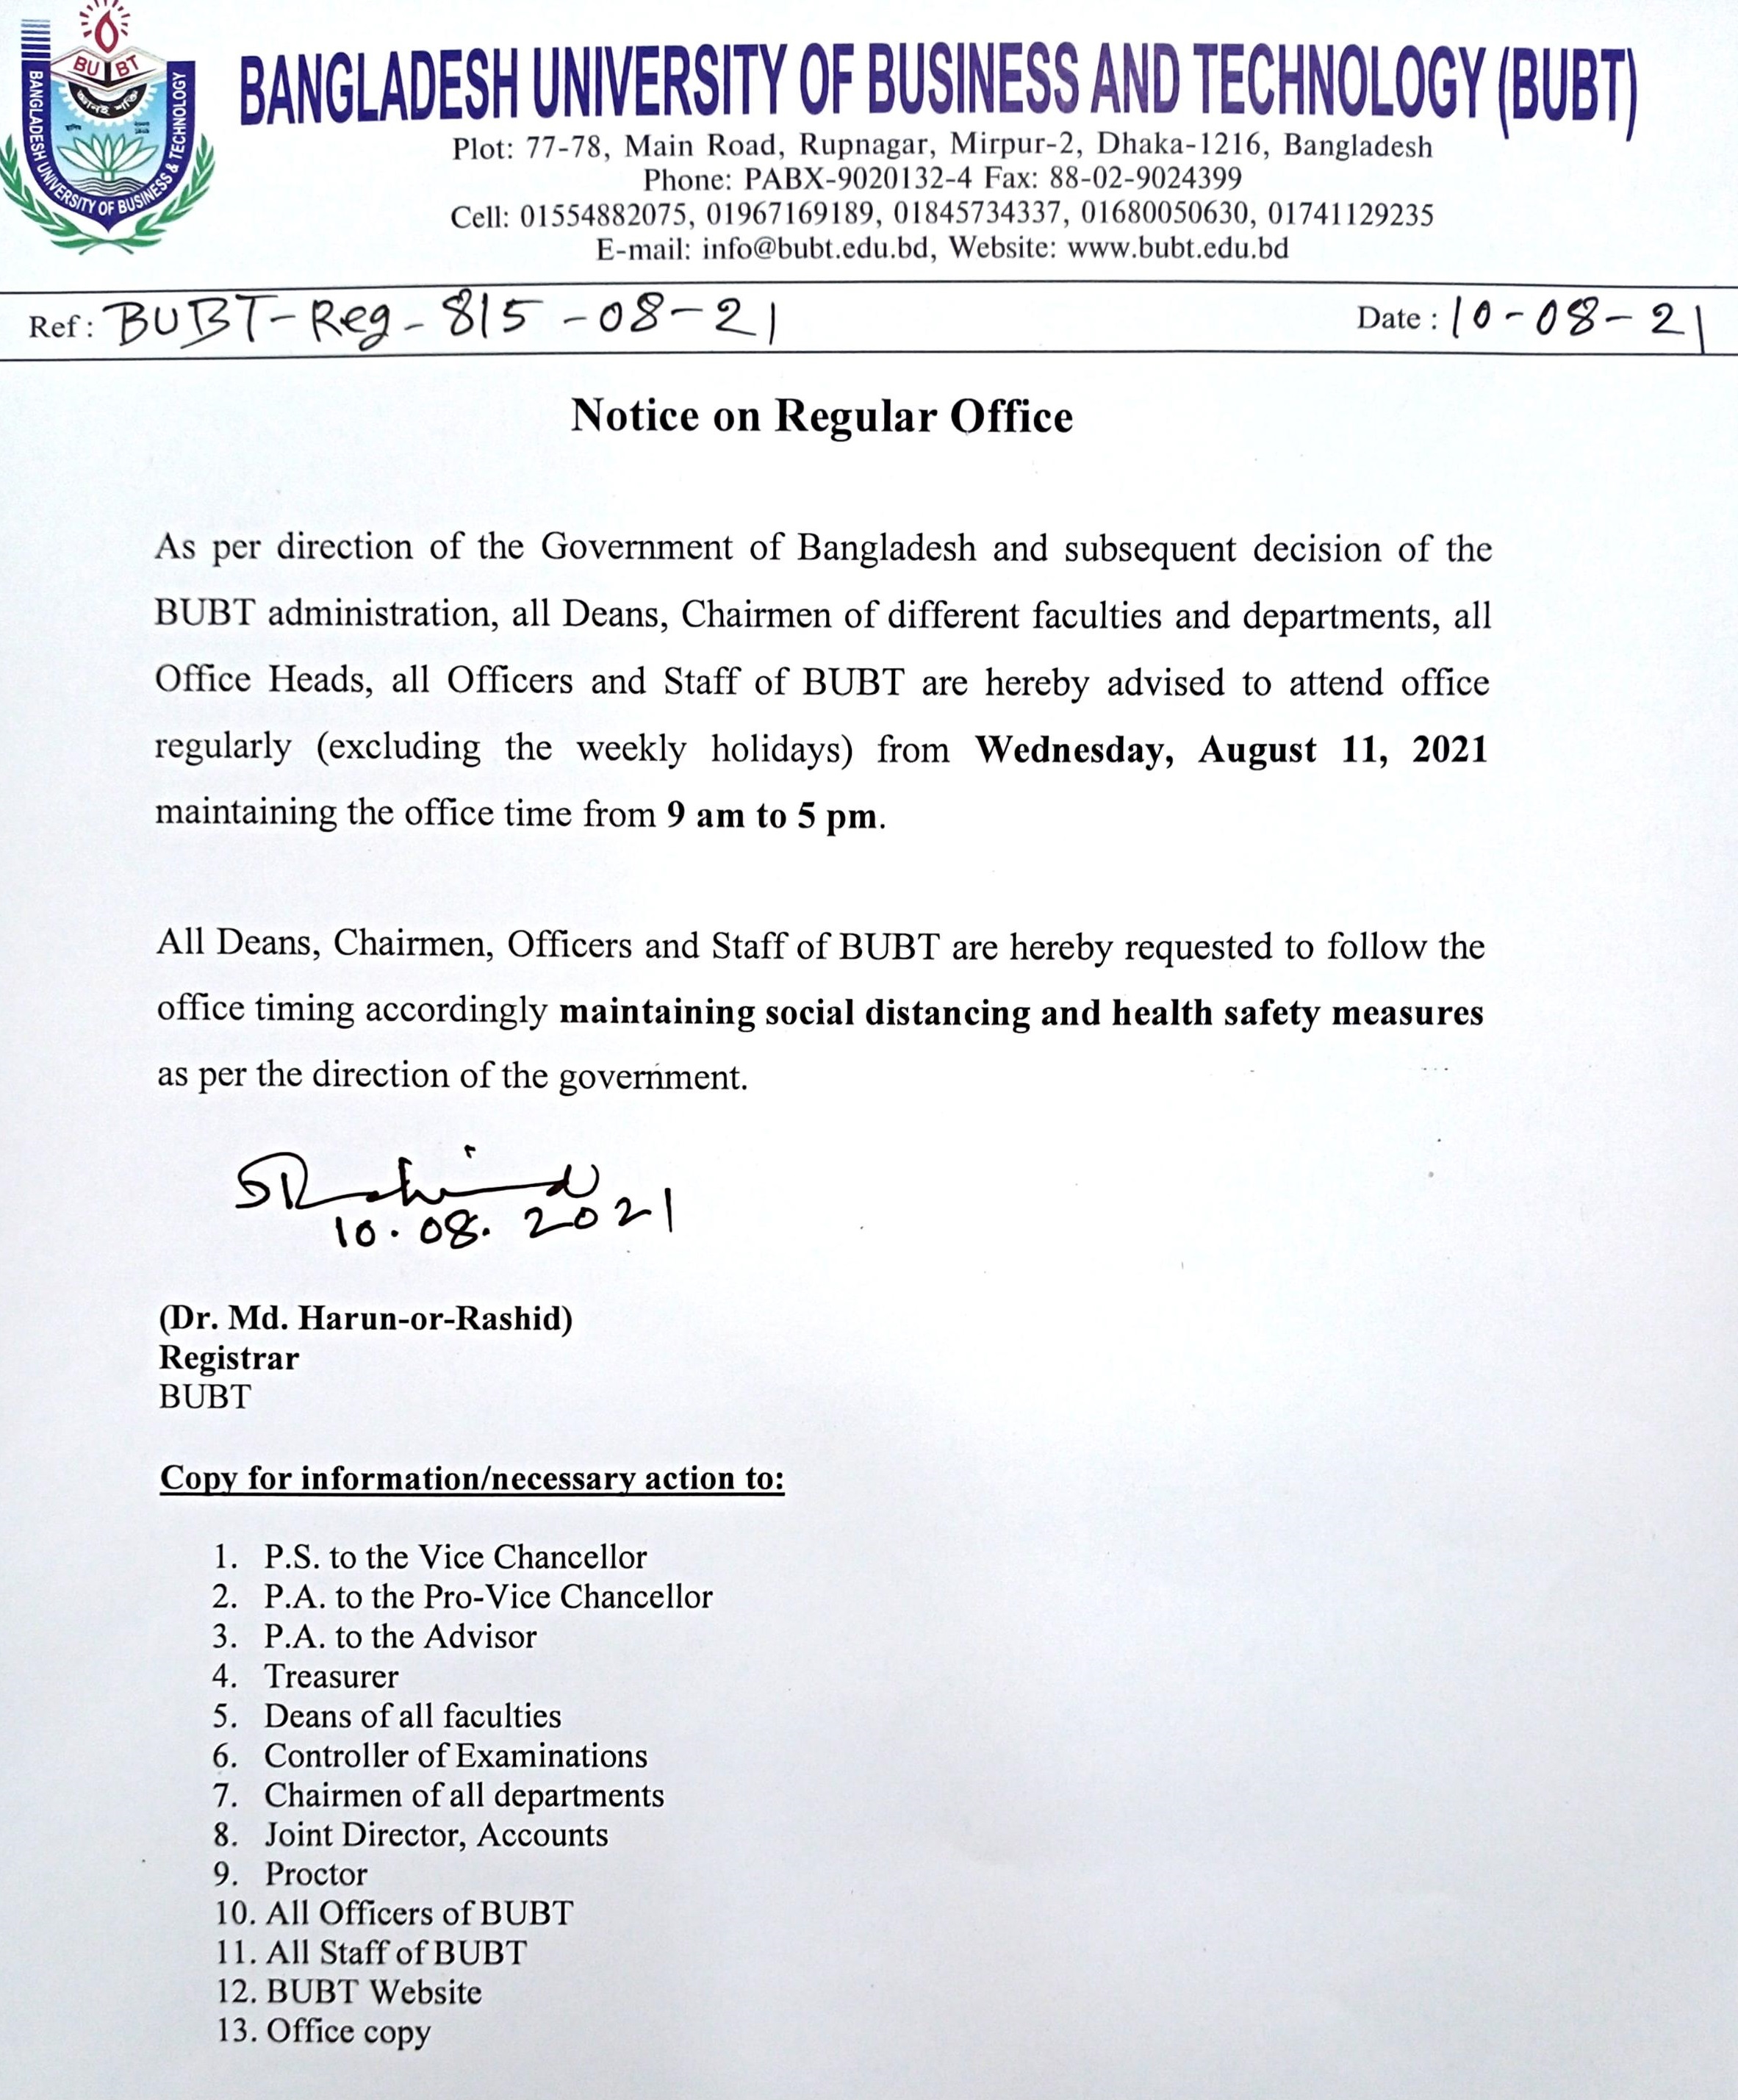 BU BT
BANGLADESH UNIVERSITY OF BUSINESS & TECHNOLOGY
BANGLADESH UNIVERSITY OF BUSINESS AND TECHNOLOGY (BUBT)
Plot: 77-78, Main Road, Rupnagar, Mirpur-2, Dhaka-1216, Bangladesh
Phone: PABX-9020132-4 Fax: 88-02-9024399
Cell: 01554882075, 01967169189, 01845734337, 01680050630, 01741129235
E-mail: info@bubt.edu.bd, Website: www.bubt.edu.bd
Ref: BUBT-Reg-815-08-21 Date: 10-08-21
Notice on Regular Office
As per direction of the Government of Bangladesh and subsequent decision of the
BUBT administration, all Deans, Chairmen of different faculties and departments, all
Office Heads, all Officers and Staff of BUBT are hereby advised to attend office
regularly (excluding the weekly holidays) from Wednesday, August 11, 2021
maintaining the office time from 9 am to 5 pm.
All Deans, Chairmen, Officers and Staff of BUBT are hereby requested to follow the
office timing accordingly maintaining social distancing and health safety measures
as per the direction of the government.
10.08.2021
(Dr. Md. Harun-or-Rashid)
Registrar
BUBT
Copy for information/necessary action to:
1. P.S. to the Vice Chancellor
2. P.A. to the Pro-Vice Chancellor
3. P.A. to the Advisor
4. Treasurer
5. Deans of all faculties
6. Controller of Examinations
7. Chairmen of all departments
8. Joint Director, Accounts
9. Proctor
10. All Officers of BUBT
11. All Staff of BUBT
12. BUBT Website
13. Office copy